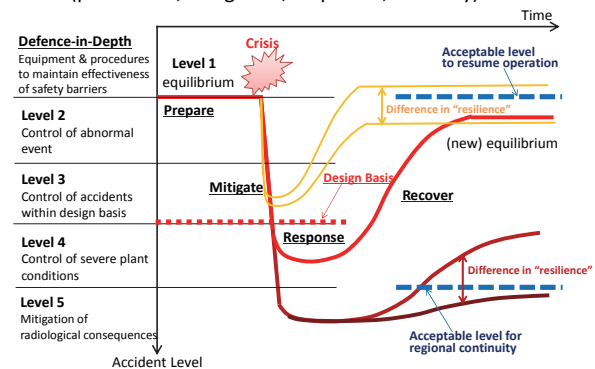 Time
Defence-in-Depth
Equipment & procedures
to maintain effectiveness
of safety barriers
Level 1
equilibrium
Crisis
Acceptable level
to resume operation
Prepare
Difference in “resilience”
Level 2
Control of abnormal
event
(new) equilibrium
Level 3
Control of accidents
within design basis
Mitigate
Design Basis
Recover
Response
Level 4
Control of severe plant
conditions
Difference in “resilience”
Level 5
Mitigation of
radiological consequences
Acceptable level for
regional continuity
Accident Level